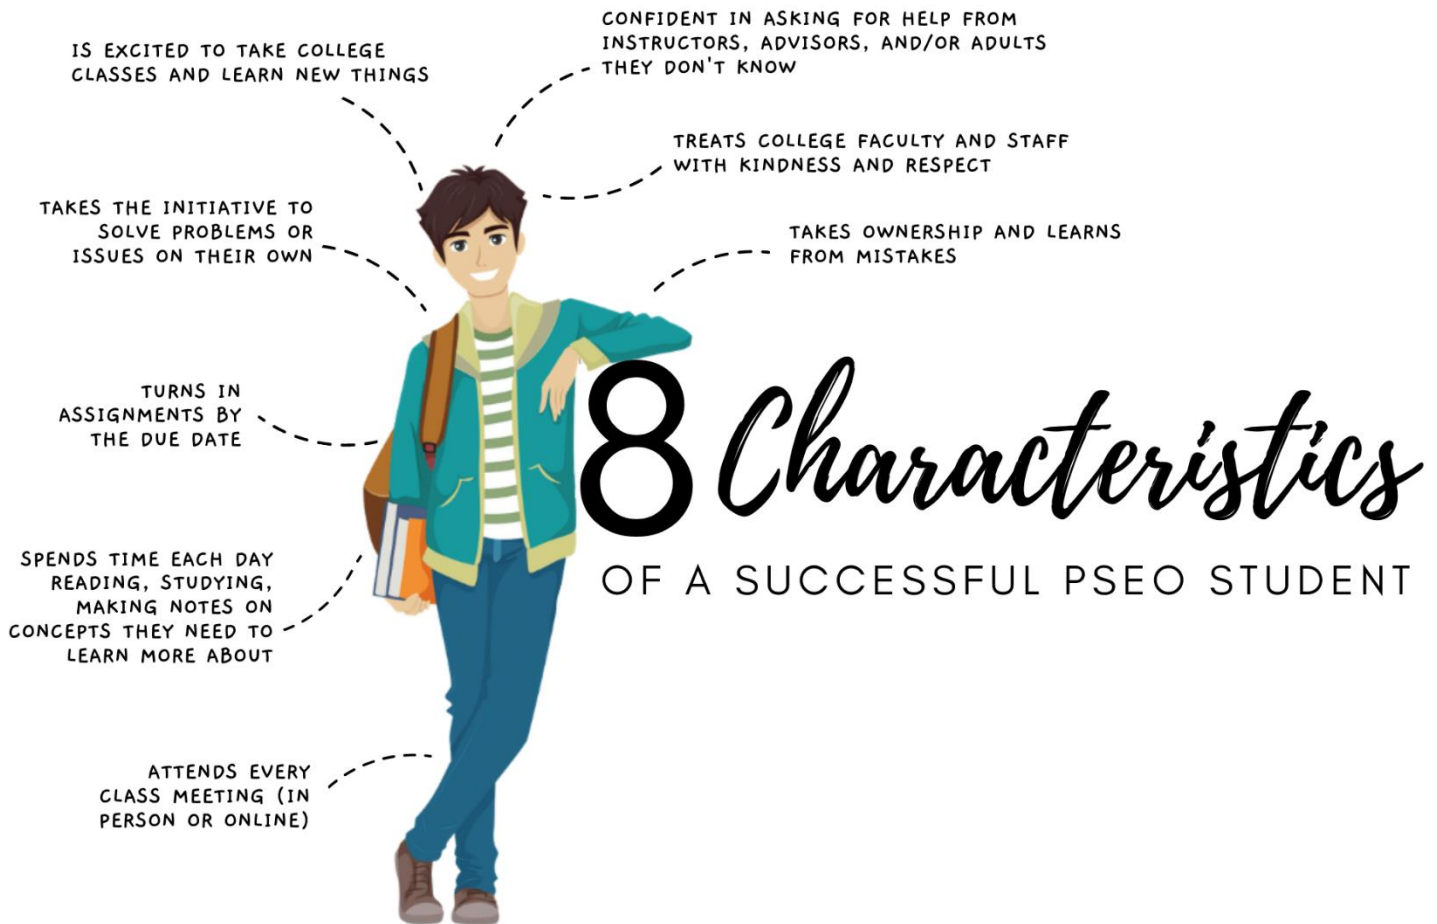 IS EXCITED TO TAKE COLLEGE
CLASSES AND LEARN NEW THINGS
CONFIDENT IN ASKING FOR HELP FROM
INSTRUCTORS, ADVISORS, AND/OR ADULTS
THEY DON'T KNOW
TREATS COLLEGE FACULTY AND STAFF
WITH KINDNESS AND RESPECT
TAKES THE INITIATIVE TO
SOLVE PROBLEMS OR
ISSUES ON THEIR OWN
TAKES OWNERSHIP AND LEARNS
FROM MISTAKES
TURNS IN
ASSIGNMENTS BY
THE DUE DATE
8 Characteristics
OF A SUCCESSFUL PSEO STUDENT
SPENDS TIME EACH DAY
READING, STUDYING,
MAKING NOTES ON
CONCEPTS THEY NEED TO
LEARN MORE ABOUT
ATTENDS EVERY
CLASS MEETING (IN
PERSON OR ONLINE)